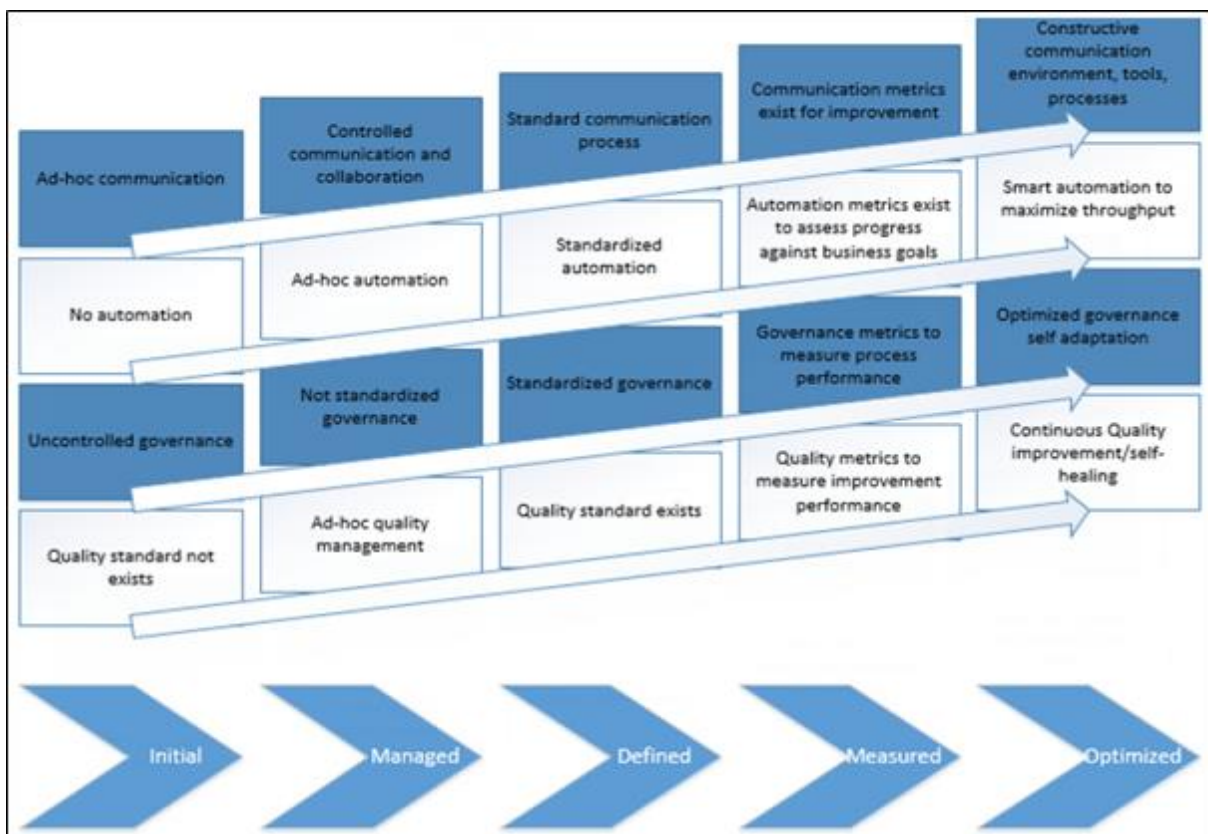 Ad-hoc communication
No automation
Uncontrolled governance
Quality standard not
exists
Controlled
communication and
collaboration
Ad-hoc automation
Not standardized
governance
Ad-hoc quality
management
Standard communication
process
Standardized
automation
Standardized governance
Quality standard exists
Communication metrics
exist for improvement
Automation metrics exist
to assess progress
against business goals
Governance metrics to
measure process
performance
Quality metrics to
measure improvement
performance
Constructive
communication
environment, tools,
processes
Smart automation to
maximize throughput
Optimized governance
self adaptation
Continuous Quality
improvement/self-
healing
Initial
Managed
Defined
Measured
Optimized